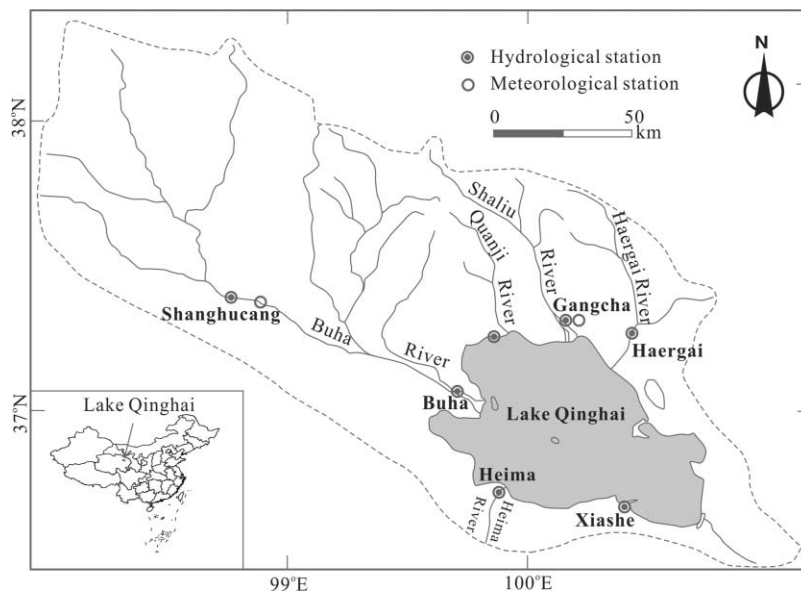 N
Hydrological station
Meteorological station
0
50
km
38°N
37°N
Shaliu
River
Quanji
River
Haergai River
Gangcha
Haergai
Shanghucang
Buha
River
Buha
Lake Qinghai
Heima
Heima
River
Xiashe
Lake Qinghai
99°E
100°E